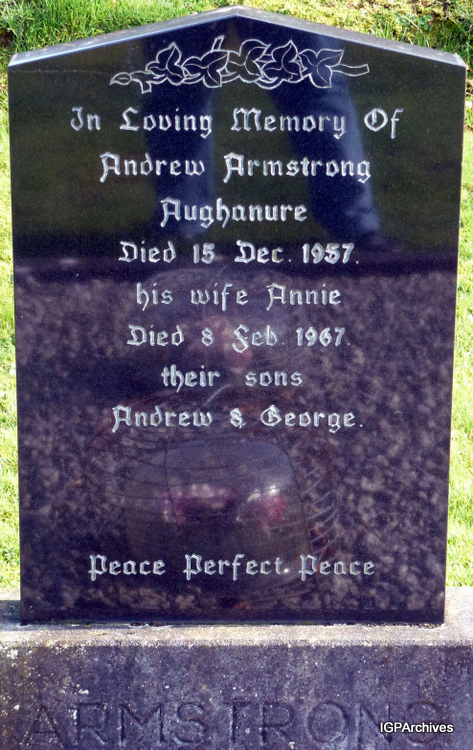 In Loving Memory Of
Andrew Armstrong
Aughanure
Died 15 Dec. 1957.
his wife Annie
Died 8 Feb. 1967.
their sons
Andrew & George.
Peace Perfect. Peace
ARMSTRONG
IGPArchives